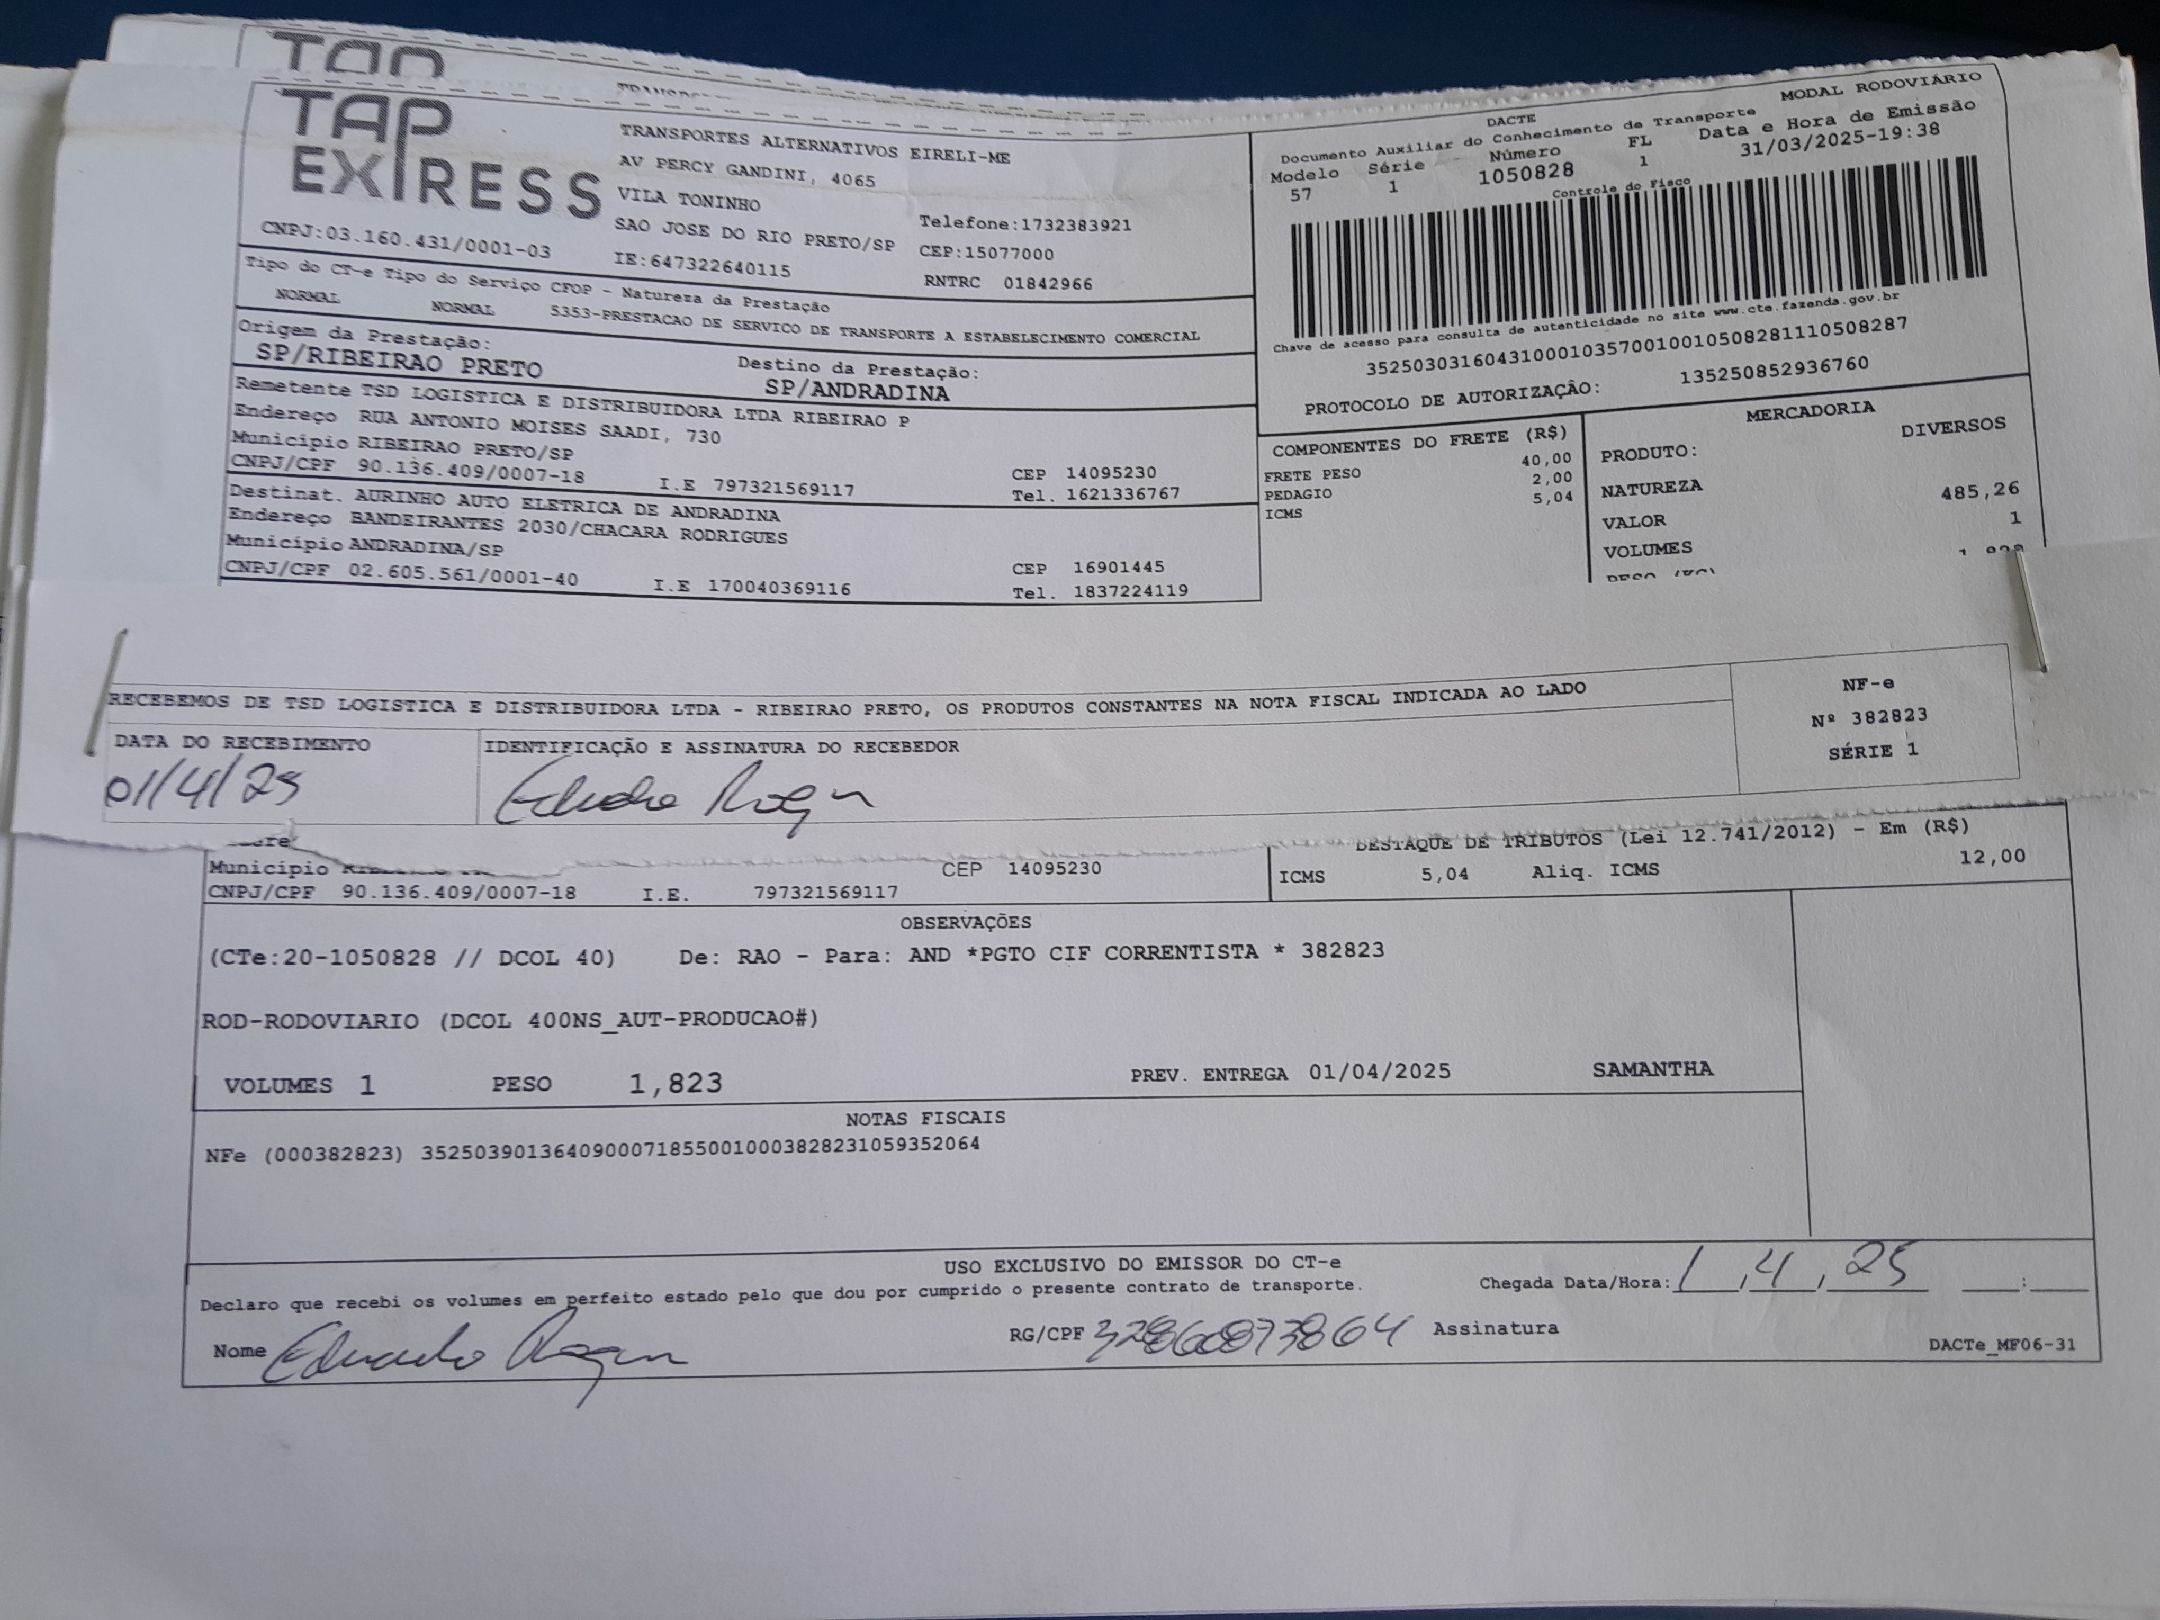 TAP
TAP
EXPRESS
TRANSPORTES ALTERNATIVOS EIRELI-ME
AV PERCY GANDINI, 4065
VILA TONINHO
SAO JOSE DO RIO PRETO/SP
IE:647322640115
Telefone:1732383921
CEP:15077000
RNTRC 01842966
CNPJ:03.160.431/0001-03
Tipo do CT-e Tipo do Serviço CFOP - Natureza da Prestação
NORMAL NORMAL 5353-PRESTACAO DE SERVICO DE TRANSPORTE A ESTABELECIMENTO COMERCIAL
Origem da Prestação:
SP/RIBEIRAO PRETO
Destino da Prestação:
SP/ANDRADINA
Remetente TSD LOGISTICA E DISTRIBUIDORA LTDA RIBEIRAO P
Endereço RUA ANTONIO MOISES SAADI, 730
Município RIBEIRAO PRETO/SP CEP 14095230
CNPJ/CPF 90.136.409/0007-18 I.E 797321569117 Tel. 1621336767
Destinat. AURINHO AUTO ELETRICA DE ANDRADINA
Endereço BANDEIRANTES 2030/CHACARA RODRIGUES
Município ANDRADINA/SP CEP 16901445
CNPJ/CPF 02.605.561/0001-40 I.E 170040369116 Tel. 1837224119
MODAL RODOVIÁRIO
DACTE
Documento Auxiliar do Conhecimento de Transporte
Modelo Série Número FL Data e Hora de Emissão
57 1 1050828 1 31/03/2025-19:38
Controle do Fisco
Chave de acesso para consulta de autenticidade no site www.cte.fazenda.gov.br
35250303160431000103570010010508281110508287
PROTOCOLO DE AUTORIZAÇÃO: 135250852936760
COMPONENTES DO FRETE (R$)
FRETE PESO 40,00
PEDAGIO 2,00
ICMS 5,04
MERCADORIA
PRODUTO: DIVERSOS
NATUREZA
VALOR 485,26
VOLUMES 1
RECEBEMOS DE TSD LOGISTICA E DISTRIBUIDORA LTDA - RIBEIRAO PRETO, OS PRODUTOS CONSTANTES NA NOTA FISCAL INDICADA AO LADO
DATA DO RECEBIMENTO
01/4/25
IDENTIFICAÇÃO E ASSINATURA DO RECEBEDOR
NF-e
Nº 382823
SÉRIE 1
Município CEP 14095230
CNPJ/CPF 90.136.409/0007-18 I.E. 797321569117
DESTAQUE DE TRIBUTOS (Lei 12.741/2012) - Em (R$)
ICMS 5,04 Aliq. ICMS 12,00
OBSERVAÇÕES
(CTe:20-1050828 // DCOL 40) De: RAO - Para: AND *PGTO CIF CORRENTISTA * 382823
ROD-RODOVIARIO (DCOL 400NS_AUT-PRODUCAO#)
VOLUMES 1 PESO 1,823 PREV. ENTREGA 01/04/2025 SAMANTHA
NOTAS FISCAIS
NFe (000382823) 35250390136409000718550010003828231059352064
USO EXCLUSIVO DO EMISSOR DO CT-e
Declaro que recebi os volumes em perfeito estado pelo que dou por cumprido o presente contrato de transporte.
Chegada Data/Hora: 1,4,25 :
Nome Eduardo RG/CPF Assinatura
DACTe_MF06-31